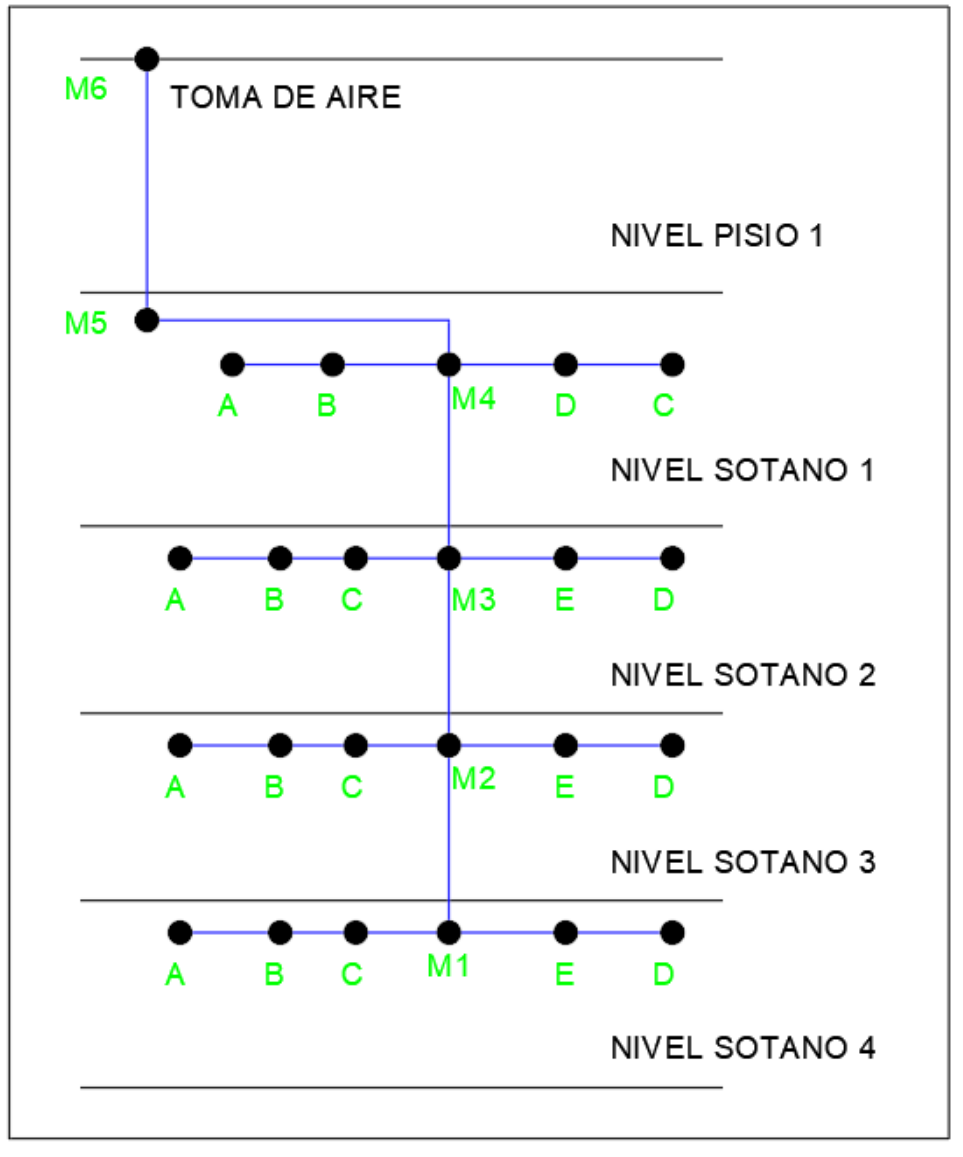 M6
TOMA DE AIRE
NIVEL PISIO 1
M5
A B M4 D C
NIVEL SOTANO 1
A B C M3 E D
NIVEL SOTANO 2
A B C M2 E D
NIVEL SOTANO 3
A B C M1 E D
NIVEL SOTANO 4